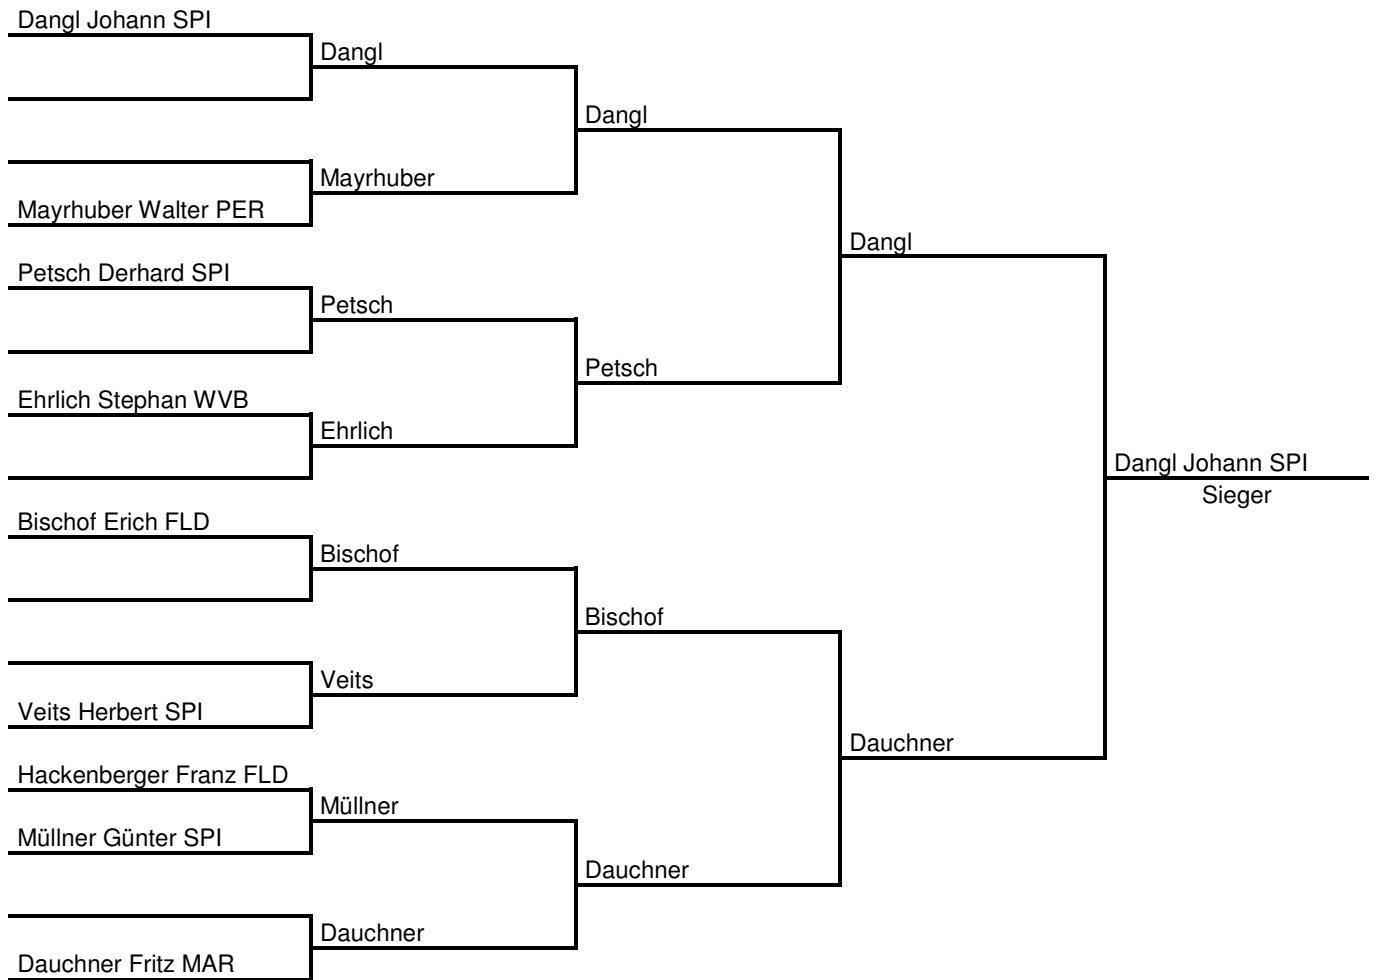 Dangl Johann SPI
Dangl
Dangl
Mayrhuber
Mayrhuber Walter PER
Dangl
Petsch Derhard SPI
Petsch
Petsch
Ehrlich Stephan WVB
Ehrlich
Dangl Johann SPI
Sieger
Bischof Erich FLD
Bischof
Bischof
Veits
Veits Herbert SPI
Dauchner
Hackenberger Franz FLD
Müllner
Müllner Günter SPI
Dauchner
Dauchner
Dauchner Fritz MAR